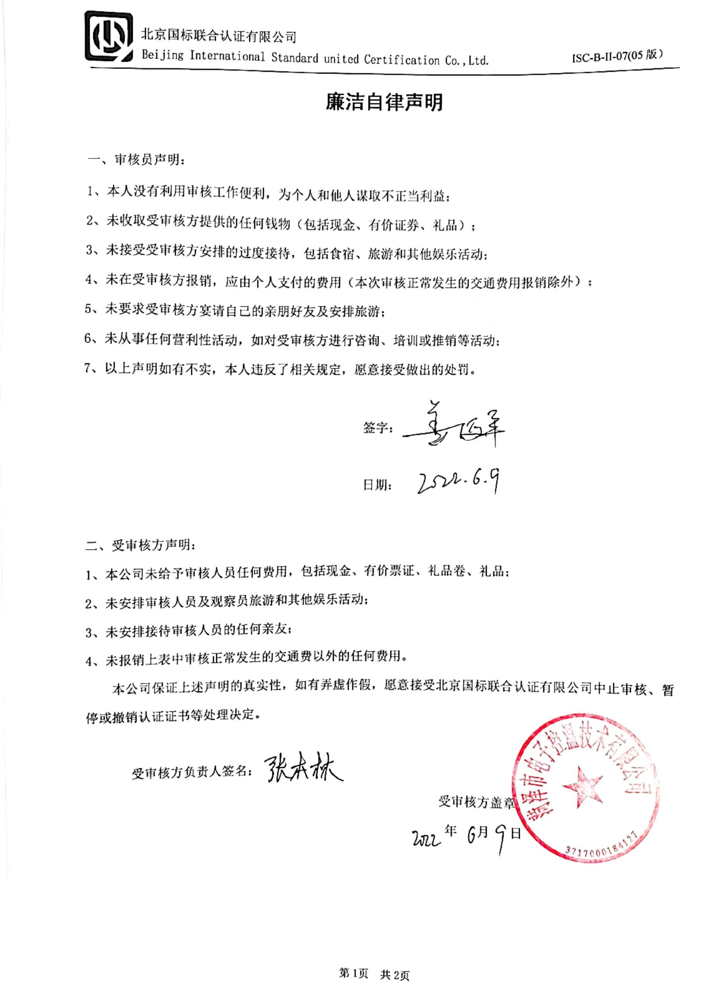 北京国标联合认证有限公司
Beijing International Standard united Certification Co.,Ltd.
ISC-B-II-07(05 版)
廉洁自律声明
一、审核员声明：
1、本人没有利用审核工作便利，为个人和他人谋取不正当利益；
2、未收取受审核方提供的任何钱物（包括现金、有价证券、礼品）；
3、未接受受审核方安排的过度接待，包括食宿、旅游和其他娱乐活动；
4、未在受审核方报销，应由个人支付的费用（本次审核正常发生的交通费用报销除外）；
5、未要求受审核方宴请自己的亲朋好友及安排旅游；
6、未从事任何营利性活动，如对受审核方进行咨询、培训或推销等活动；
7、以上声明如有不实，本人违反了相关规定，愿意接受做出的处罚。
签字：
日期： 2022.6.9
二、受审核方声明：
1、本公司未给予审核人员任何费用，包括现金、有价票证、礼品卷、礼品；
2、未安排审核人员及观察员旅游和其他娱乐活动；
3、未安排接待审核人员的任何亲友；
4、未报销上表中审核正常发生的交通费以外的任何费用。
本公司保证上述声明的真实性，如有弄虚作假，愿意接受北京国标联合认证有限公司中止审核、暂
停或撤销认证证书等处理决定。
受审核方负责人签名： 张本林
受审核方盖章
2022 年 6月 9日
菏泽市电子控温技术有限公司
3717000184127
第 1页 共 2页